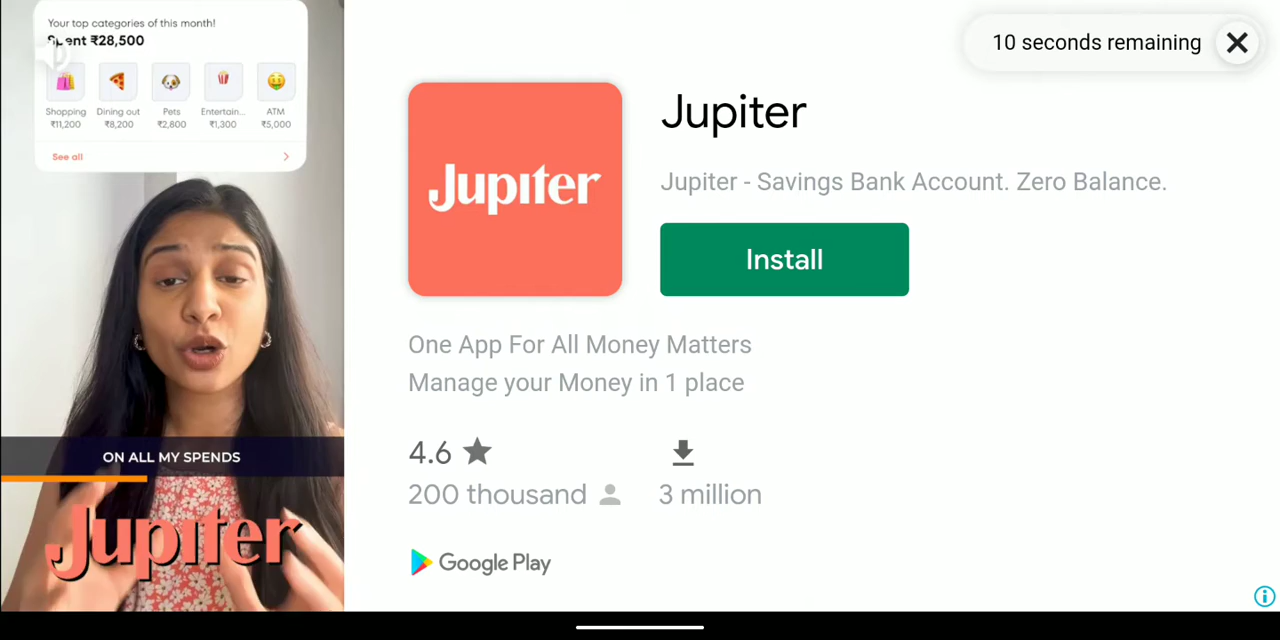 Your top categories of this month!
Spent ₹28,500
Shopping
₹11,200
Dining out
₹8,200
Pets
₹2,800
Entertain...
₹1,300
ATM
₹5,000
See all
ON ALL MY SPENDS
Jupiter
10 seconds remaining
Jupiter
Jupiter
Jupiter - Savings Bank Account. Zero Balance.
Install
One App For All Money Matters
Manage your Money in 1 place
4.6
200 thousand
3 million
Google Play